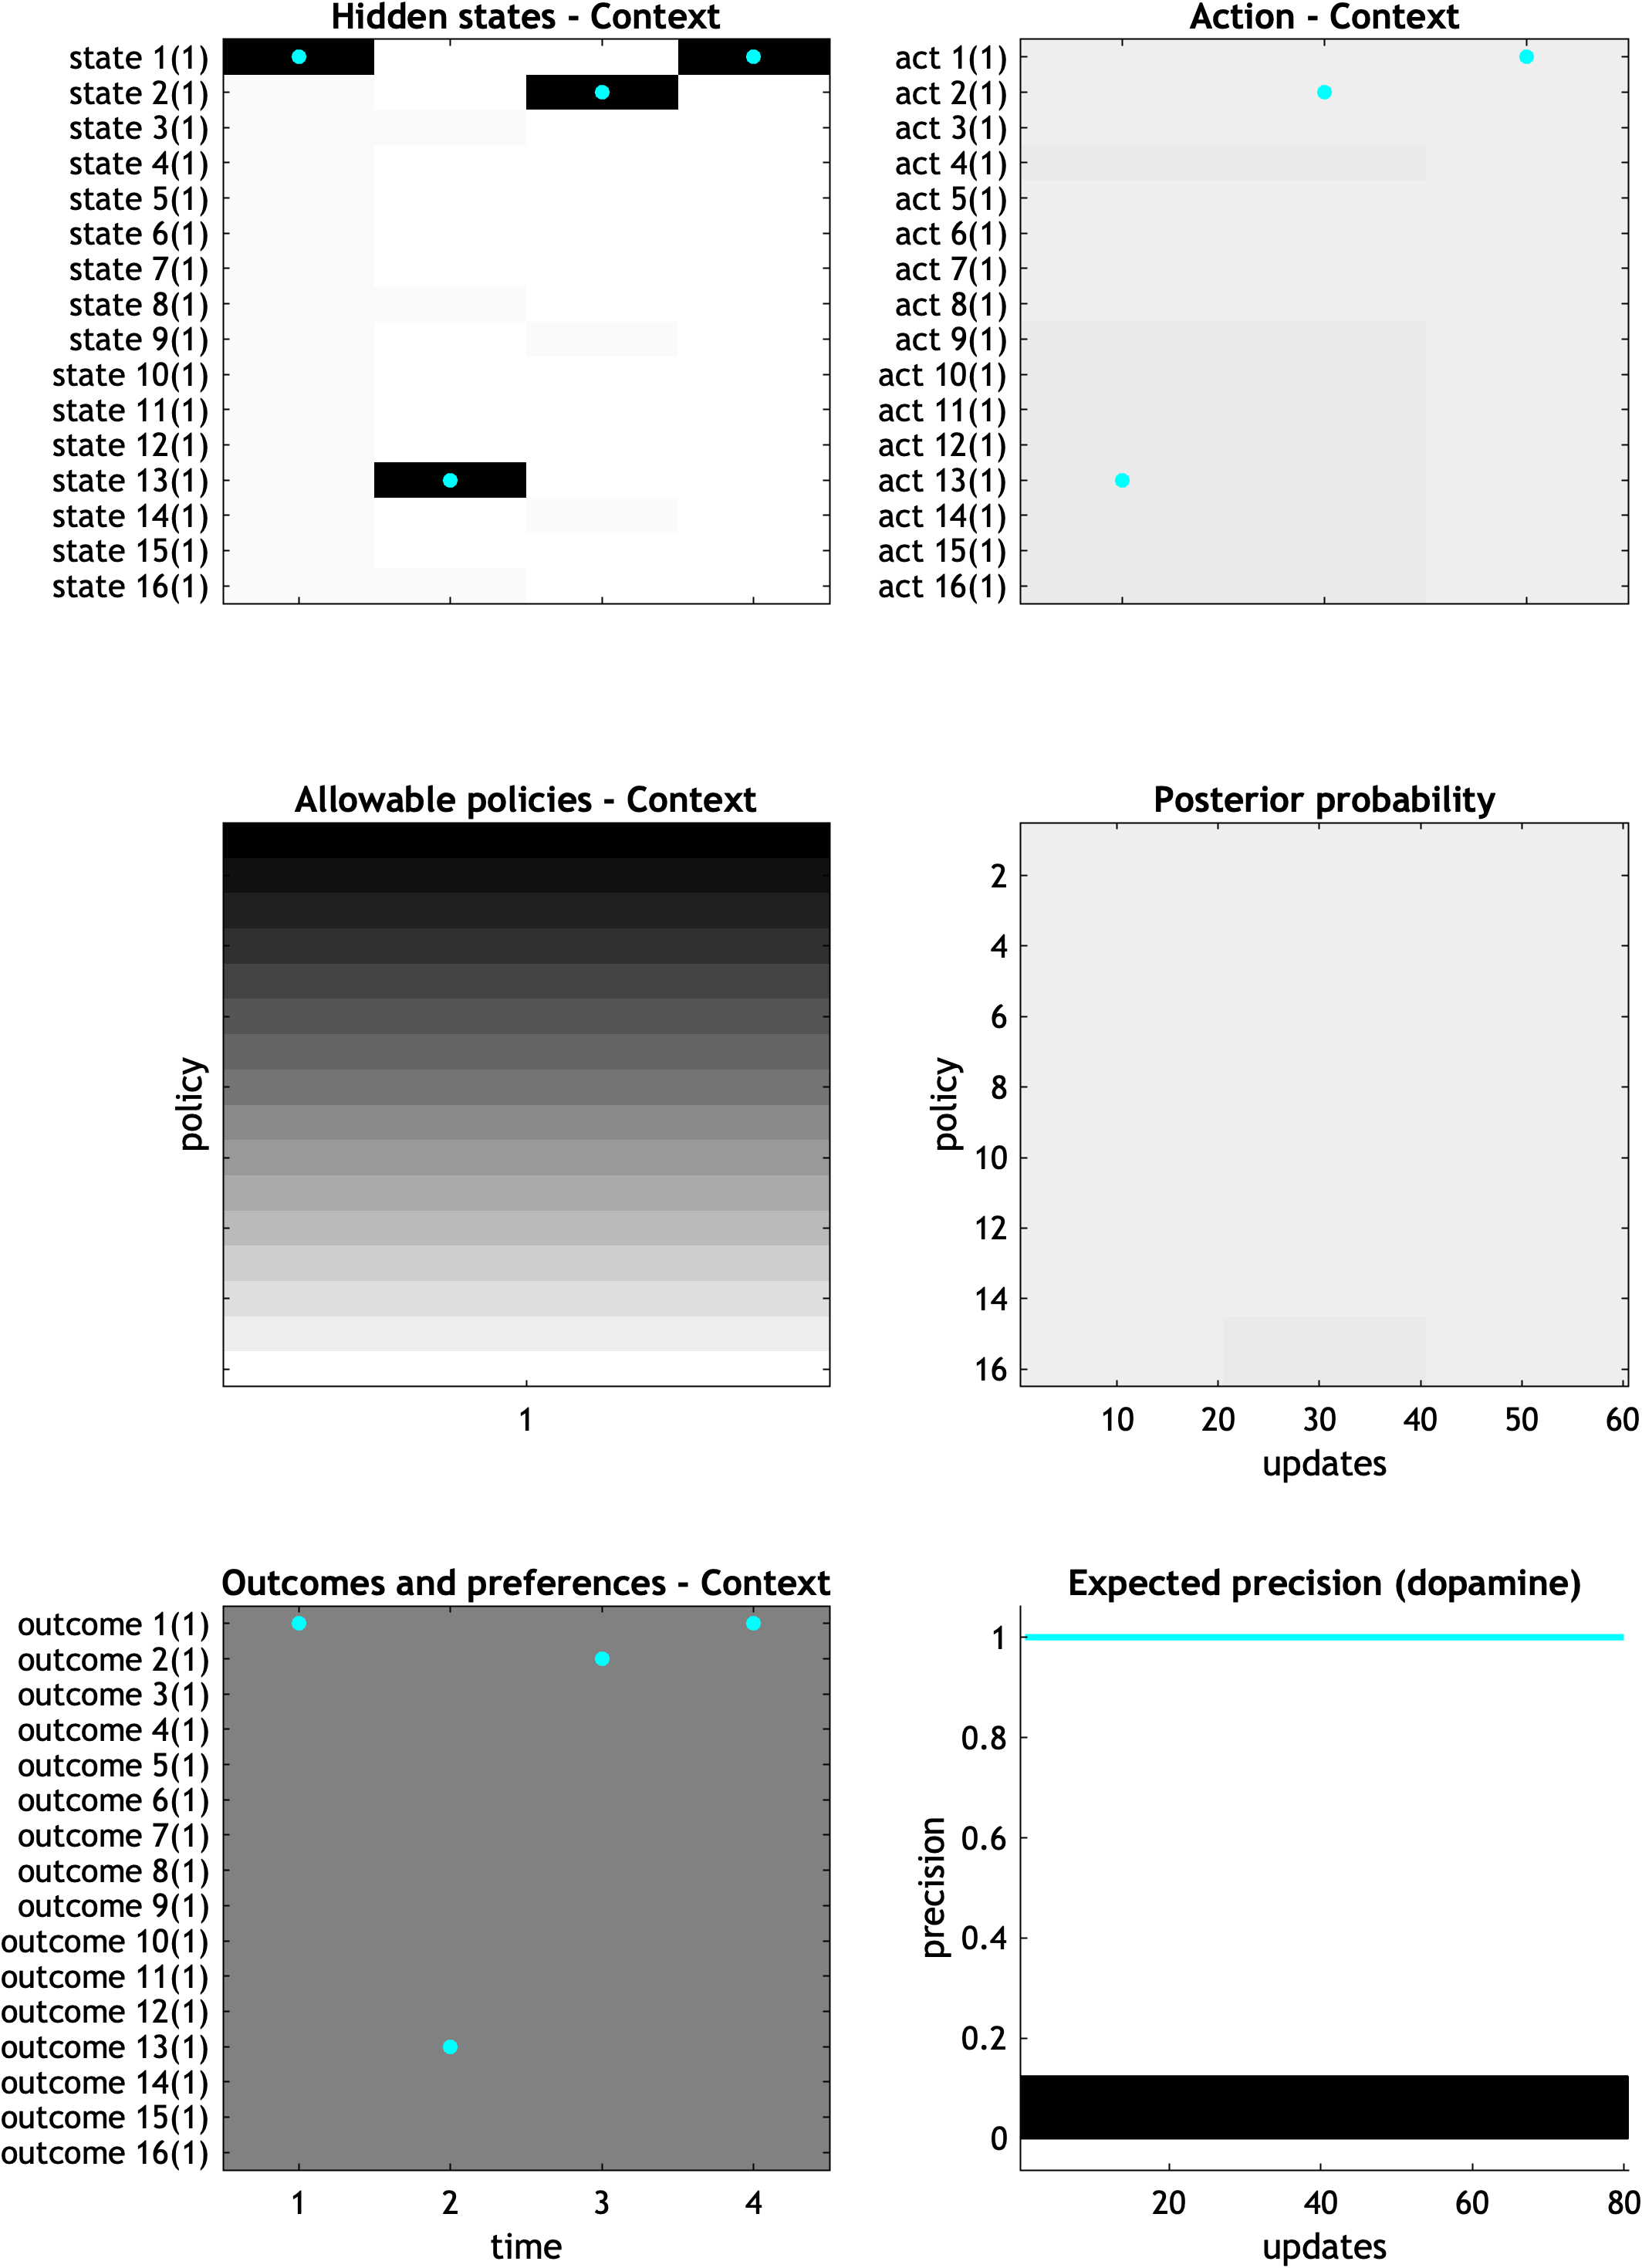 Hidden states - Context
state 1(1)
state 2(1)
state 3(1)
state 4(1)
state 5(1)
state 6(1)
state 7(1)
state 8(1)
state 9(1)
state 10(1)
state 11(1)
state 12(1)
state 13(1)
state 14(1)
state 15(1)
state 16(1)
Action - Context
act 1(1)
act 2(1)
act 3(1)
act 4(1)
act 5(1)
act 6(1)
act 7(1)
act 8(1)
act 9(1)
act 10(1)
act 11(1)
act 12(1)
act 13(1)
act 14(1)
act 15(1)
act 16(1)
Allowable policies - Context
policy
1
Posterior probability
policy
2
4
6
8
10
12
14
16
10 20 30 40 50 60
updates
Outcomes and preferences - Context
outcome 1(1)
outcome 2(1)
outcome 3(1)
outcome 4(1)
outcome 5(1)
outcome 6(1)
outcome 7(1)
outcome 8(1)
outcome 9(1)
outcome 10(1)
outcome 11(1)
outcome 12(1)
outcome 13(1)
outcome 14(1)
outcome 15(1)
outcome 16(1)
1 2 3 4
time
Expected precision (dopamine)
precision
1
0.8
0.6
0.4
0.2
0
20 40 60 80
updates